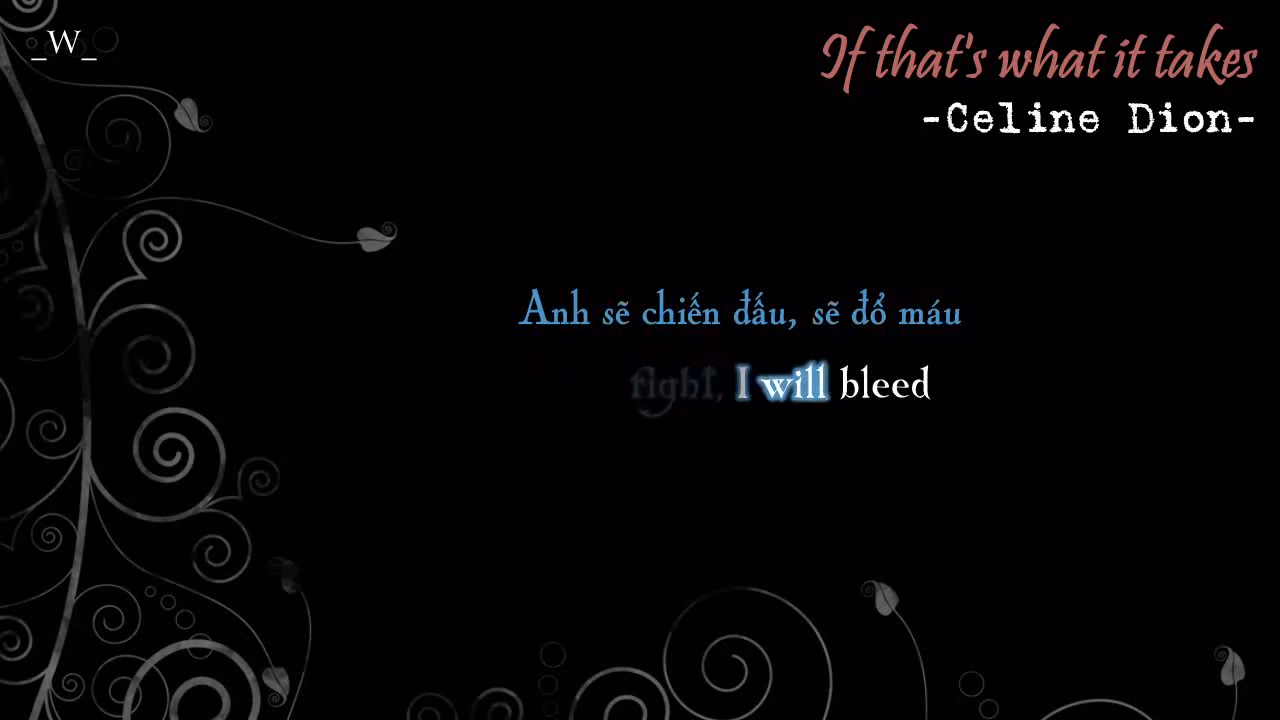 _W_
If that's what it takes
-Celine Dion-
Anh sẽ chiến đấu, sẽ đổ máu
fight, I will bleed